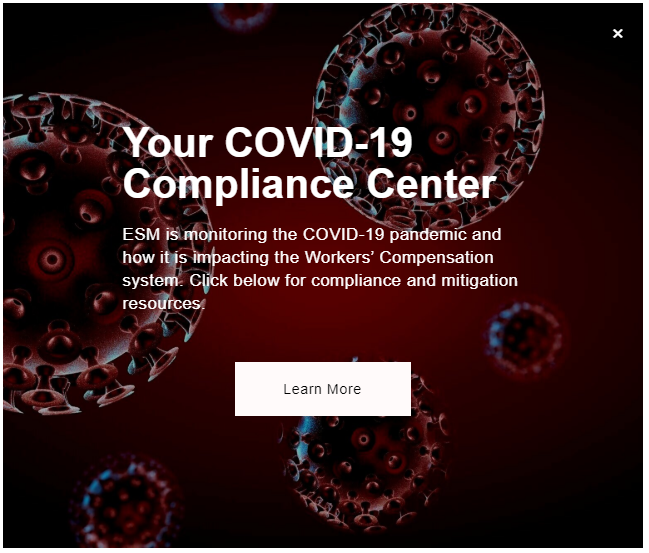 ×
Your COVID-19
Compliance Center
ESM is monitoring the COVID-19 pandemic and
how it is impacting the Workers’ Compensation
system. Click below for compliance and mitigation
resources.
Learn More